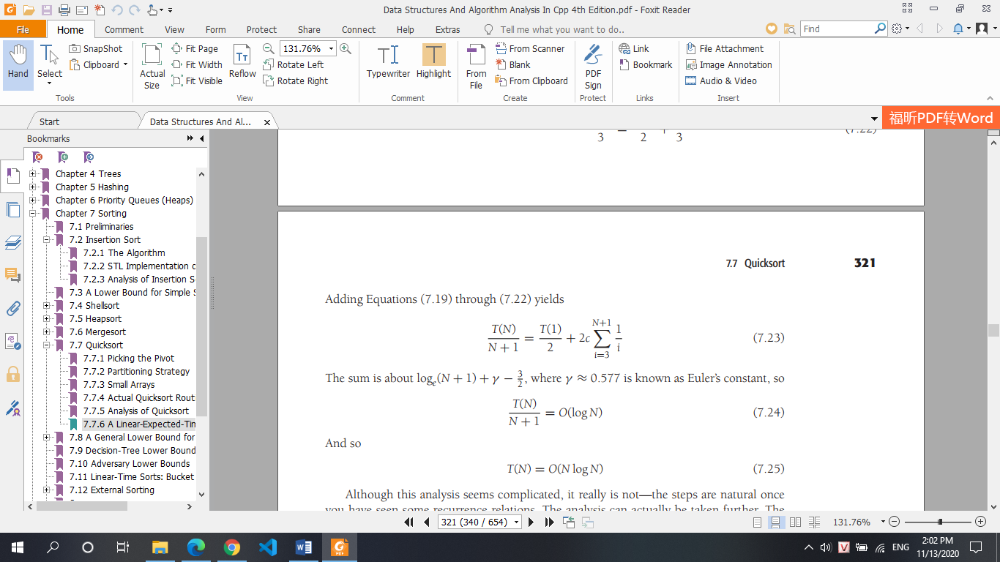 Data Structures And Algorithm Analysis In Cpp 4th Edition.pdf - Foxit Reader
File Home Comment View Form Protect Share Connect Help Extras Tell me what you want to do.. Find
Hand
Select
SnapShot
Clipboard
Tools
Actual Size
Fit Page
Fit Width
Fit Visible
Reflow
131.76%
Rotate Left
Rotate Right
View
Typewriter
Highlight
Comment
From File
From Scanner
Blank
From Clipboard
Create
PDF Sign
Protect
Link
Bookmark
Links
File Attachment
Image Annotation
Audio & Video
Insert
Start Data Structures And Al... 福昕PDF转Word
Bookmarks
Chapter 4 Trees
Chapter 5 Hashing
Chapter 6 Priority Queues (Heaps)
Chapter 7 Sorting
7.1 Preliminaries
7.2 Insertion Sort
7.2.1 The Algorithm
7.2.2 STL Implementation o
7.2.3 Analysis of Insertion S
7.3 A Lower Bound for Simple S
7.4 Shellsort
7.5 Heapsort
7.6 Mergesort
7.7 Quicksort
7.7.1 Picking the Pivot
7.7.2 Partitioning Strategy
7.7.3 Small Arrays
7.7.4 Actual Quicksort Rout
7.7.5 Analysis of Quicksort
7.7.6 A Linear-Expected-Tim
7.8 A General Lower Bound for
7.9 Decision-Tree Lower Bound
7.10 Adversary Lower Bounds
7.11 Linear-Time Sorts: Bucket
7.12 External Sorting
3 = 2 + 3 (7.22)
7.7 Quicksort 321
Adding Equations (7.19) through (7.22) yields
T(N)/(N + 1) = T(1)/2 + 2c ∑_{i=3}^{N+1} 1/i (7.23)
The sum is about logₑ(N + 1) + γ − 3/2, where γ ≈ 0.577 is known as Euler's constant, so
T(N)/(N + 1) = O(log N) (7.24)
And so
T(N) = O(N log N) (7.25)
Although this analysis seems complicated, it really is not—the steps are natural once
you have seen some recurrence relations. The analysis can actually be taken further. The
321 (340 / 654) 131.76%
ENG
2:02 PM
11/13/2020